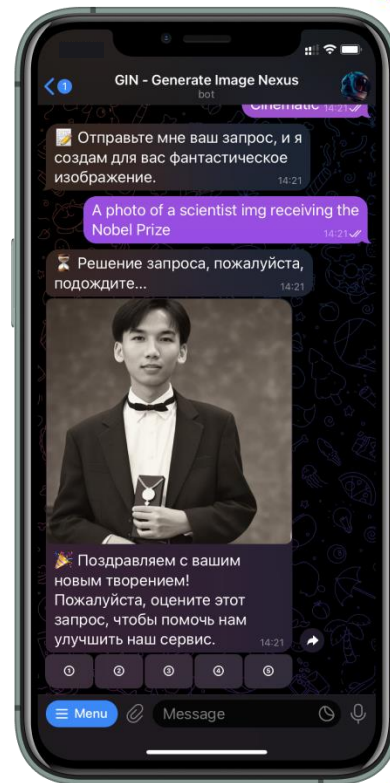 1
GIN - Generate Image Nexus
bot
Cinematic 14:21
📝 Отправьте мне ваш запрос, и я
создам для вас фантастическое
изображение. 14:21
A photo of a scientist img receiving the
Nobel Prize 14:21
⏳ Решение запроса, пожалуйста,
подождите... 14:21
🎉 Поздравляем с вашим
новым творением!
Пожалуйста, оцените этот
запрос, чтобы помочь нам
улучшить наш сервис. 14:21
① ② ③ ④ ⑤
Menu Message